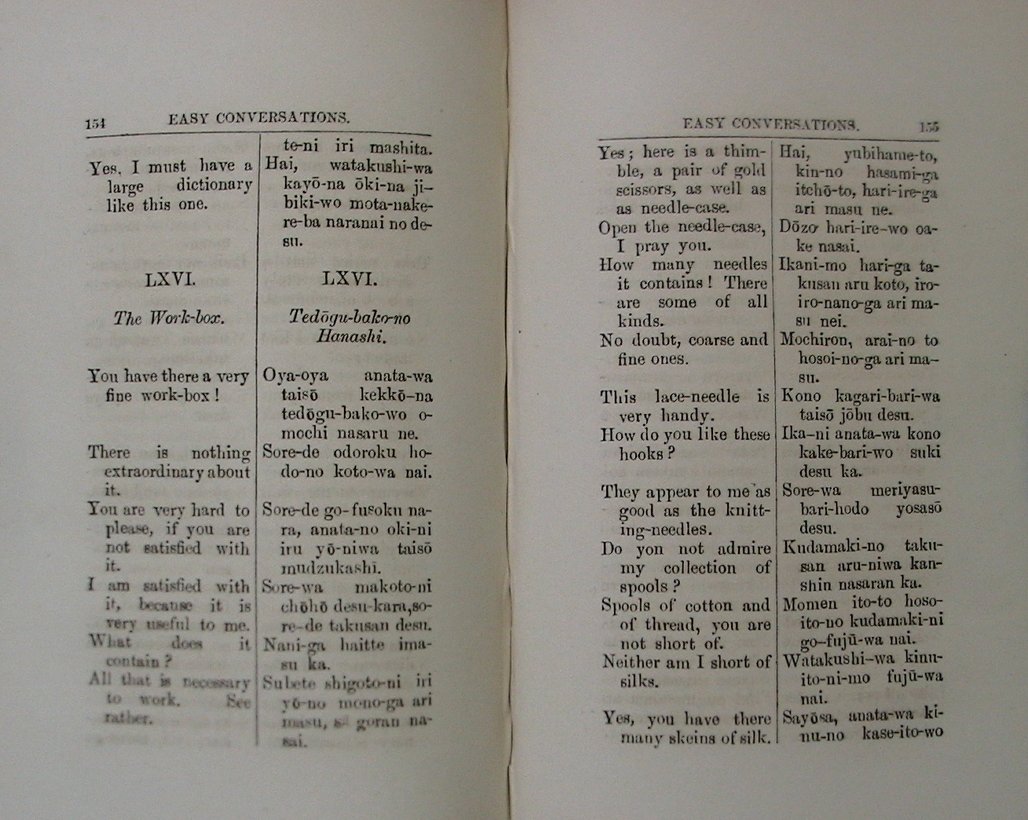 154 EASY CONVERSATIONS.
Yes, I must have a
large dictionary
like this one.
LXVI.
The Work-box.
You have there a very
fine work-box !
There is nothing
extraordinary about
it.
You are very hard to
please, if you are
not satisfied with
it.
I am satisfied with
it, because it is
very useful to me.
What does it
contain ?
All that is necessary
to work. See
rather.
te-ni iri mashita.
Hai, watakushi-wa
kayō-na ōki-na ji-
biki-wo mota-nake-
re-ba naranai no de-
su.
LXVI.
Tedōgu-bako-no
Hanashi.
Oya-oya anata-wa
taisō kekkō-na
tedōgu-bako-wo o-
mochi nasaru ne.
Sore-de odoroku ho-
do-no koto-wa nai.
Sore-de go-fusoku na-
ra, anata-no oki-ni
iru yō-niwa taisō
mudzukashi.
Sore-wa makoto-ni
chōhō desu-kara,so-
re-de takusan desu.
Nani-ga haitte ima-
su ka.
Subete shigoto-ni iri
yō-no mono-ga ari
masu, goran na-
sai.
EASY CONVERSATIONS. 155
Yes ; here is a thim-
ble, a pair of gold
scissors, as well as
as needle-case.
Open the needle-case,
I pray you.
How many needles
it contains ! There
are some of all
kinds.
No doubt, coarse and
fine ones.
This lace-needle is
very handy.
How do you like these
hooks ?
They appear to me as
good as the knitt-
ing-needles.
Do yon not admire
my collection of
spools ?
Spools of cotton and
of thread, you are
not short of.
Neither am I short of
silks.
Yes, you have there
many skeins of silk.
Hai, yubihame-to,
kin-no hasami-ga
itchō-to, hari-ire-ga
ari masu ne.
Dōzo hari-ire-wo oa-
ke nasai.
Ikani-mo hari-ga ta-
kusan aru koto, iro-
iro-nano-ga ari ma-
su nei.
Mochiron, arai-no to
hosoi-no-ga ari ma-
su.
Kono kagari-bari-wa
taisō jōbu desu.
Ika-ni anata-wa kono
kake-bari-wo suki
desu ka.
Sore-wa meriyasu-
bari-hodo yosasō
desu.
Kudamaki-no taku-
san aru-niwa kan-
shin nasaran ka.
Momen ito-to hoso-
ito-no kudamaki-ni
go-fujū-wa nai.
Watakushi-wa kinu-
ito-ni-mo fujū-wa
nai.
Sayōsa, anata-wa ki-
nu-no kase-ito-wo